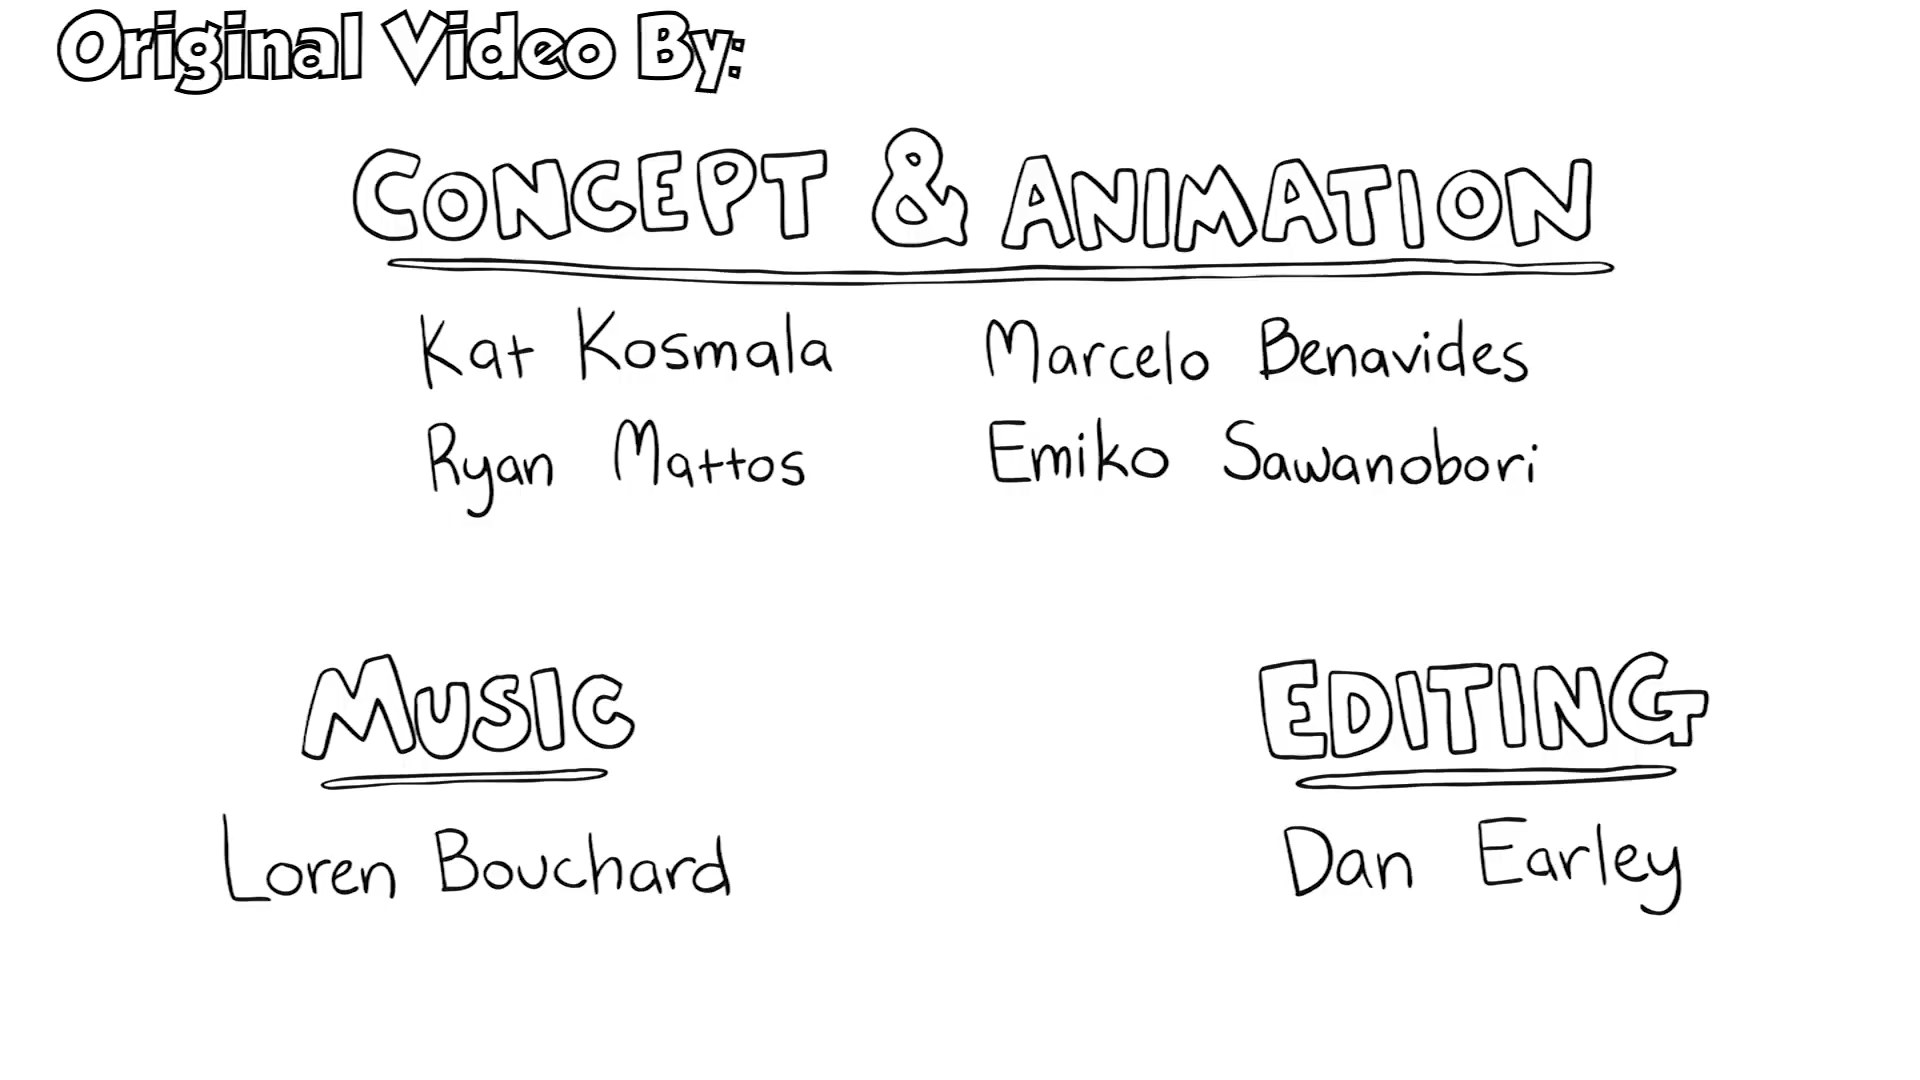 Original Video By:
CONCEPT & ANIMATION
Kat Kosmala Marcelo Benavides
Ryan Mattos Emiko Sawanobori
MUSIC EDITING
Loren Bouchard Dan Earley